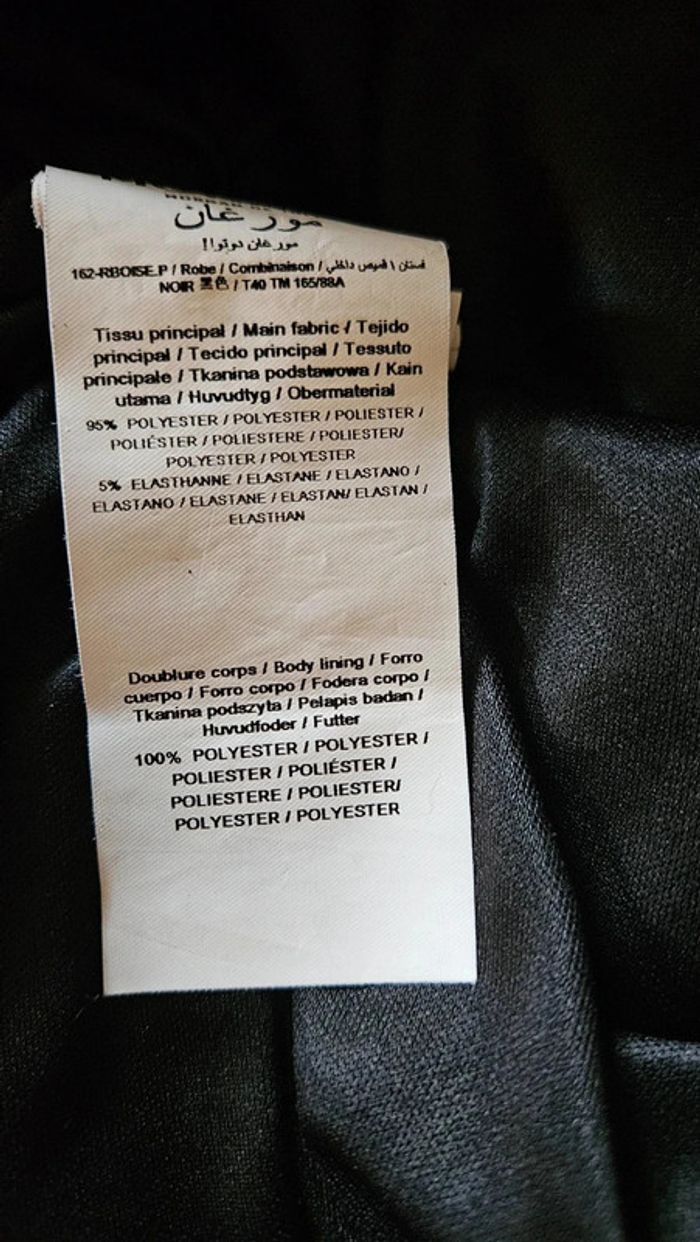 مورغان
مورغان دوتوا!
162-RBOISE.P / Robe / Combinaison / فستان \ قميص داخلي
NOIR 黑色 / T40 TM 165/88A
Tissu principal / Main fabric / Tejido
principal / Tecido principal / Tessuto
principale / Tkanina podstawowa / Kain
utama / Huvudtyg / Obermaterial
95% POLYESTER / POLYESTER / POLIESTER /
POLIÉSTER / POLIESTERE / POLIESTER/
POLYESTER / POLYESTER
5% ELASTHANNE / ELASTANE / ELASTANO /
ELASTANO / ELASTANE / ELASTAN/ ELASTAN /
ELASTHAN
Doublure corps / Body lining / Forro
cuerpo / Forro corpo / Fodera corpo /
Tkanina podszyta / Pelapis badan /
Huvudfoder / Futter
100% POLYESTER / POLYESTER /
POLIESTER / POLIÉSTER /
POLIESTERE / POLIESTER/
POLYESTER / POLYESTER